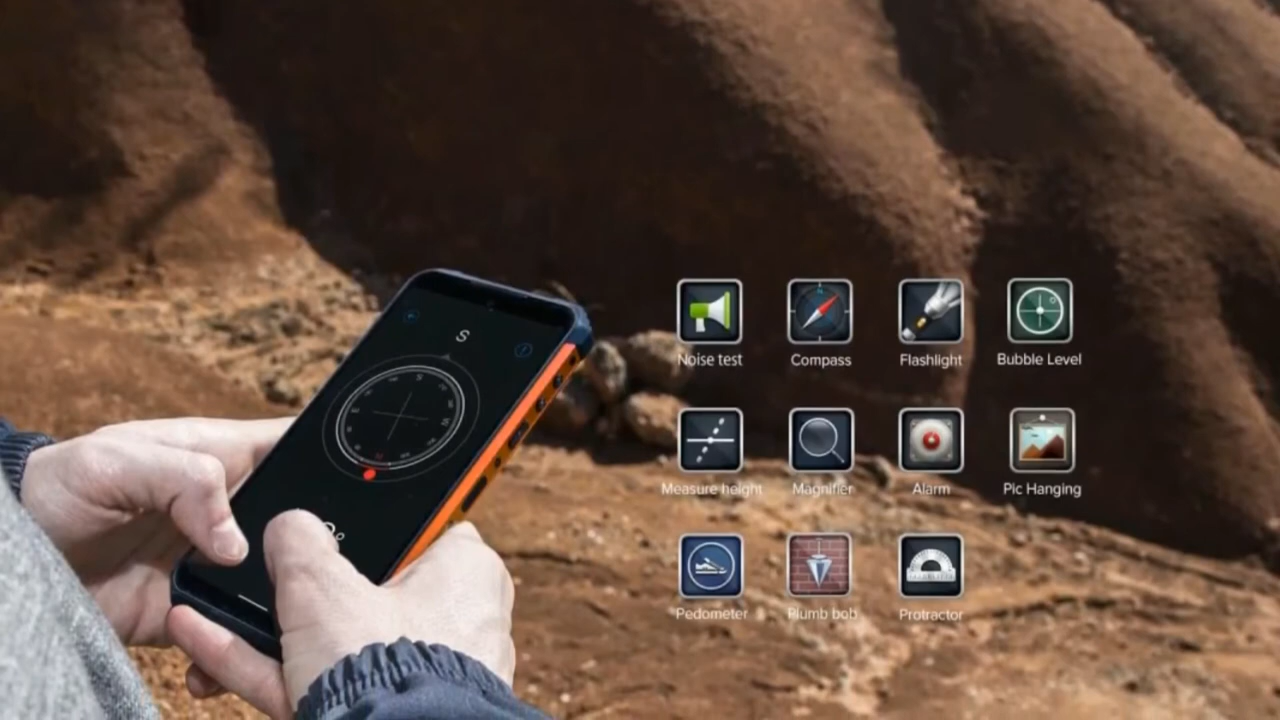 S
Noise test
Compass
Flashlight
Bubble Level
Measure height
Magnifier
Alarm
Pic Hanging
Pedometer
Plumb bob
Protractor